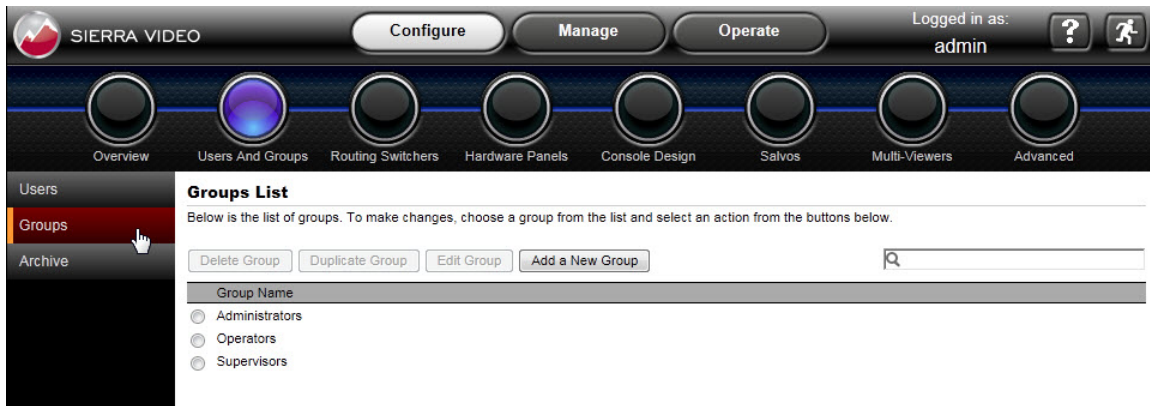 SIERRA VIDEO
Configure
Manage
Operate
Logged in as:
admin
?
Overview
Users And Groups
Routing Switchers
Hardware Panels
Console Design
Salvos
Multi-Viewers
Advanced
Users
Groups
Archive
Groups List
Below is the list of groups. To make changes, choose a group from the list and select an action from the buttons below.
Delete Group
Duplicate Group
Edit Group
Add a New Group
Group Name
Administrators
Operators
Supervisors